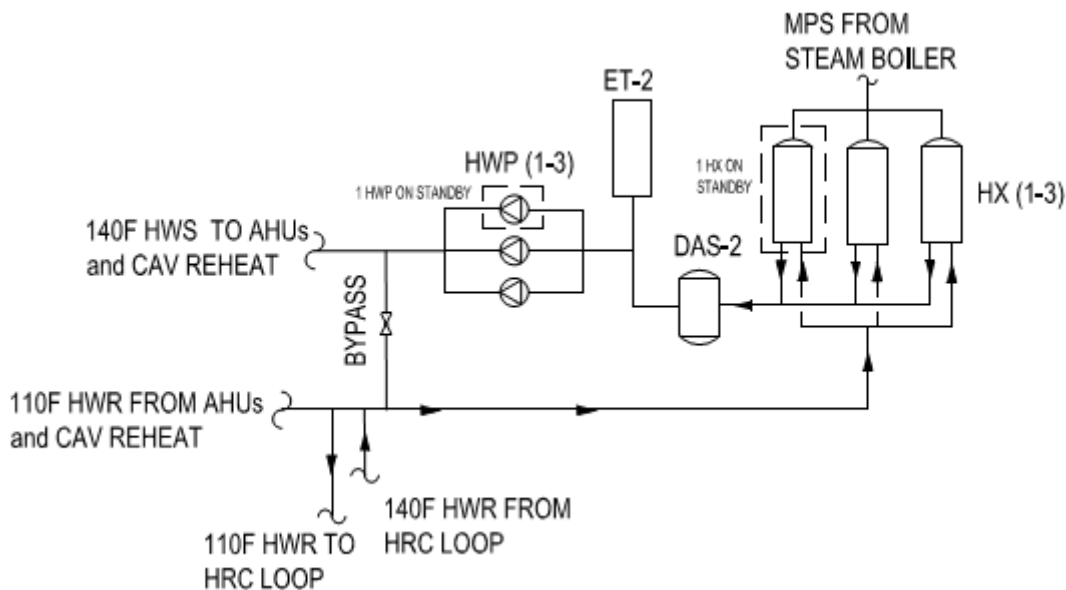 MPS FROM
STEAM BOILER
ET-2
HWP (1-3)
1 HWP ON STANDBY
1 HX ON
STANDBY
HX (1-3)
140F HWS TO AHUs
and CAV REHEAT
DAS-2
BYPASS
110F HWR FROM AHUs
and CAV REHEAT
140F HWR FROM
HRC LOOP
110F HWR TO
HRC LOOP